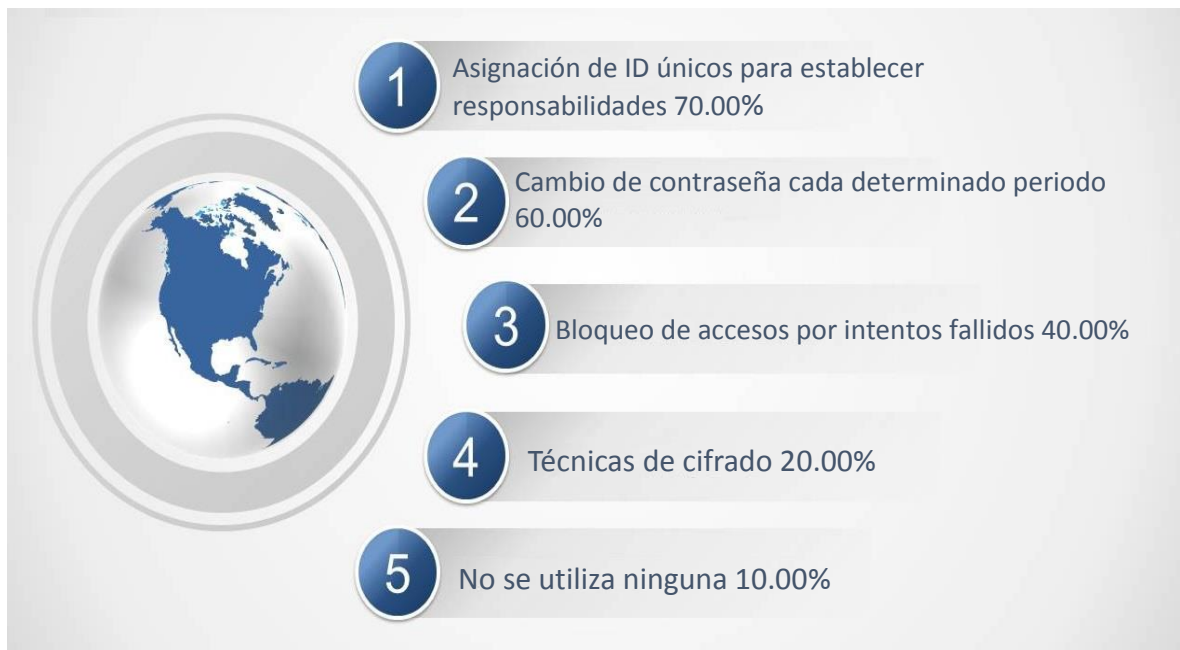 1
Asignación de ID únicos para establecer
responsabilidades 70.00%
2
Cambio de contraseña cada determinado periodo
60.00%
3
Bloqueo de accesos por intentos fallidos 40.00%
4
Técnicas de cifrado 20.00%
5
No se utiliza ninguna 10.00%